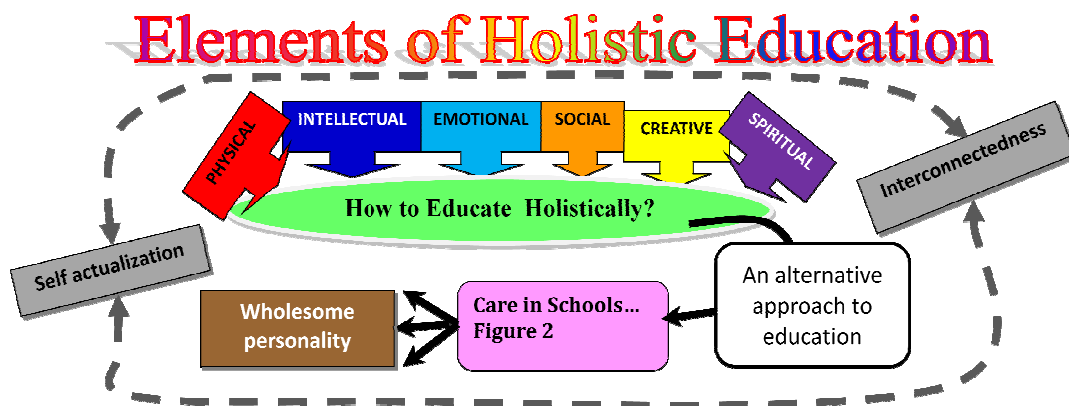 Elements of Holistic Education
PHYSICAL
INTELLECTUAL
EMOTIONAL
SOCIAL
CREATIVE
SPIRITUAL
Interconnectedness
How to Educate Holistically?
Self actualization
An alternative
approach to
education
Care in Schools...
Figure 2
Wholesome
personality